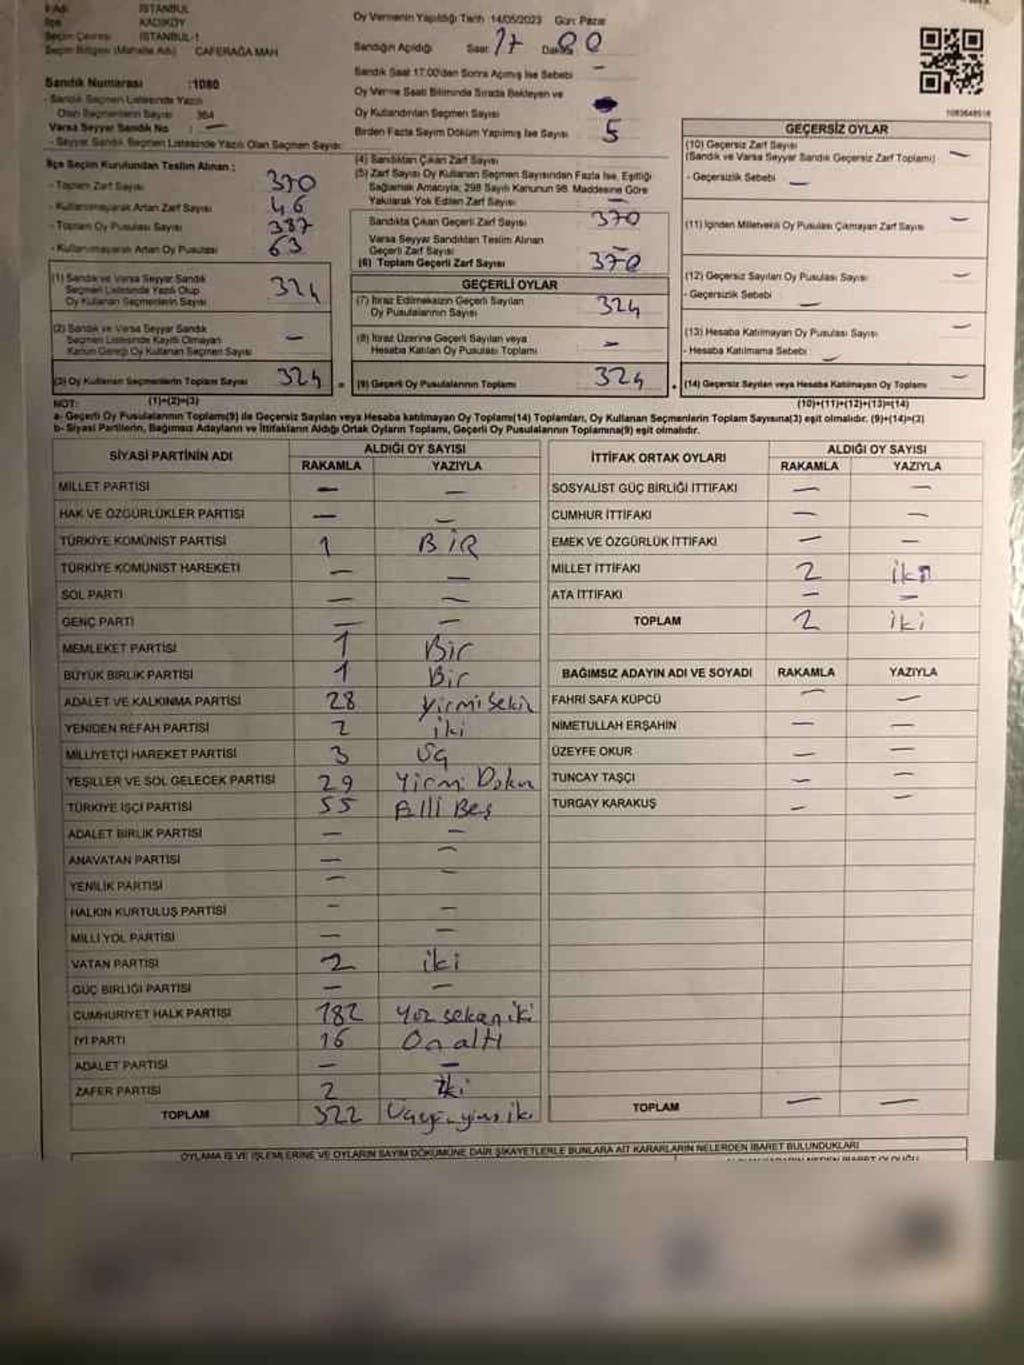 İSTANBUL
KADIKÖY
Seçim Çevresi İSTANBUL-1
Seçim Bölgesi (Mahalle Adı) CAFERAĞA MAH
Sandık Numarası :1080
- Sandık Seçmen Listesinde Yazılı
Olan Seçmenlerin Sayısı 364
Varsa Seyyar Sandık No : —
- Seyyar Sandık Seçmen Listesinde Yazılı Olan Seçmen Sayısı:
Oy Vermenin Yapıldığı Tarih 14/05/2023 Gün: Pazar
Sandığın Açıldığı Saat 17 Dakika 00
Sandık Saat 17:00'den Sonra Açılmış İse Sebebi —
Oy Verme Saati Bitiminde Sırada Bekleyen ve
Oy Kullandırılan Seçmen Sayısı
Birden Fazla Sayım Döküm Yapılmış İse Sayısı 5
1083648518
İlçe Seçim Kurulundan Teslim Alınan :
- Toplam Zarf Sayısı 370
- Kullanılmayarak Artan Zarf Sayısı 46
- Toplam Oy Pusulası Sayısı 387
- Kullanılmayarak Artan Oy Pusulası 63
(1) Sandık ve Varsa Seyyar Sandık
Seçmen Listesinde Yazılı Olup
Oy Kullanan Seçmenlerin Sayısı 324
(2) Sandık ve Varsa Seyyar Sandık
Seçmen Listesinde Kayıtlı Olmayan
Kanun Gereği Oy Kullanan Seçmen Sayısı —
(3) Oy Kullanan Seçmenlerin Toplam Sayısı 324 =
(4) Sandıktan Çıkan Zarf Sayısı
(5) Zarf Sayısı Oy Kullanan Seçmen Sayısından Fazla İse, Eşitliği
Sağlamak Amacıyla; 298 Sayılı Kanunun 98. Maddesine Göre
Yakılarak Yok Edilen Zarf Sayısı —
Sandıkta Çıkan Geçerli Zarf Sayısı 370
Varsa Seyyar Sandıktan Teslim Alınan
Geçerli Zarf Sayısı —
(6) Toplam Geçerli Zarf Sayısı 370
GEÇERLİ OYLAR
(7) İtiraz Edilmeksizin Geçerli Sayılan
Oy Pusulalarının Sayısı 324
(8) İtiraz Üzerine Geçerli Sayılan veya
Hesaba Katılan Oy Pusulası Toplamı —
(9) Geçerli Oy Pusulalarının Toplamı 324 +
GEÇERSİZ OYLAR
(10) Geçersiz Zarf Sayısı
(Sandık ve Varsa Seyyar Sandık Geçersiz Zarf Toplamı) —
- Geçersizlik Sebebi —
(11) İçinden Milletvekili Oy Pusulası Çıkmayan Zarf Sayısı —
(12) Geçersiz Sayılan Oy Pusulası Sayısı —
- Geçersizlik Sebebi —
(13) Hesaba Katılmayan Oy Pusulası Sayısı —
- Hesaba Katılmama Sebebi —
(14) Geçersiz Sayılan veya Hesaba Katılmayan Oy Toplamı —
NOT: (1)+(2)=(3) (10)+(11)+(12)+(13)=(14)
a- Geçerli Oy Pusulalarının Toplamı(9) ile Geçersiz Sayılan veya Hesaba katılmayan Oy Toplamı(14) Toplamları, Oy Kullanan Seçmenlerin Toplam Sayısına(3) eşit olmalıdır. (9)+(14)=(3)
b- Siyasi Partilerin, Bağımsız Adayların ve İttifakların Aldığı Ortak Oyların Toplamı, Geçerli Oy Pusulalarının Toplamına(9) eşit olmalıdır.
SİYASİ PARTİNİN ADI ALDIĞI OY SAYISI
RAKAMLA YAZIYLA
MİLLET PARTİSİ — —
HAK VE ÖZGÜRLÜKLER PARTİSİ — —
TÜRKİYE KOMÜNİST PARTİSİ 1 BİR
TÜRKİYE KOMÜNİST HAREKETİ — —
SOL PARTİ — —
GENÇ PARTİ — —
MEMLEKET PARTİSİ 1 Bir
BÜYÜK BİRLİK PARTİSİ 1 Bir
ADALET VE KALKINMA PARTİSİ 28 Yirmi Sekiz
YENİDEN REFAH PARTİSİ 2 iki
MİLLİYETÇİ HAREKET PARTİSİ 3 Üç
YEŞİLLER VE SOL GELECEK PARTİSİ 29 Yirmi Doku
TÜRKİYE İŞÇİ PARTİSİ 55 Elli Beş
ADALET BİRLİK PARTİSİ — —
ANAVATAN PARTİSİ — —
YENİLİK PARTİSİ — —
HALKIN KURTULUŞ PARTİSİ — —
MİLLİ YOL PARTİSİ — —
VATAN PARTİSİ 2 iki
GÜÇ BİRLİĞİ PARTİSİ — —
CUMHURİYET HALK PARTİSİ 182 Yüz seksen iki
İYİ PARTİ 16 On altı
ADALET PARTİSİ — —
ZAFER PARTİSİ 2 İki
TOPLAM 322
İTTİFAK ORTAK OYLARI ALDIĞI OY SAYISI
RAKAMLA YAZIYLA
SOSYALİST GÜÇ BİRLİĞİ İTTİFAKI — —
CUMHUR İTTİFAKI — —
EMEK VE ÖZGÜRLÜK İTTİFAKI — —
MİLLET İTTİFAKI 2 iki
ATA İTTİFAKI — —
TOPLAM 2 iki
BAĞIMSIZ ADAYIN ADI VE SOYADI RAKAMLA YAZIYLA
FAHRİ SAFA KÜPCÜ — —
NİMETULLAH ERŞAHİN — —
ÜZEYFE OKUR — —
TUNCAY TAŞÇI — —
TURGAY KARAKUŞ — —
TOPLAM — —
OYLAMA İŞ VE İŞLEMLERİNE VE OYLARIN SAYIM DÖKÜMÜNE DAİR ŞİKAYETLERLE BUNLARA AİT KARARLARIN NELERDEN İBARET BULUNDUKLARI